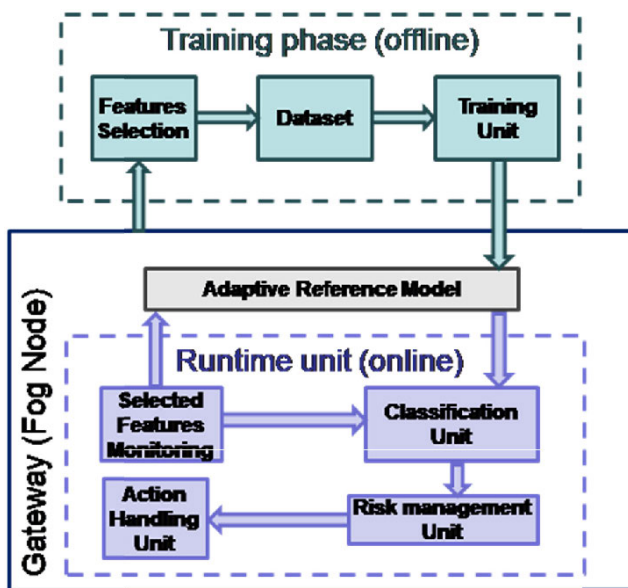 Training phase (offline)
Features
Selection
Dataset
Training
Unit
Gateway (Fog Node)
Adaptive Reference Model
Runtime unit (online)
Selected
Features
Monitoring
Classification
Unit
Action
Handling
Unit
Risk management
Unit